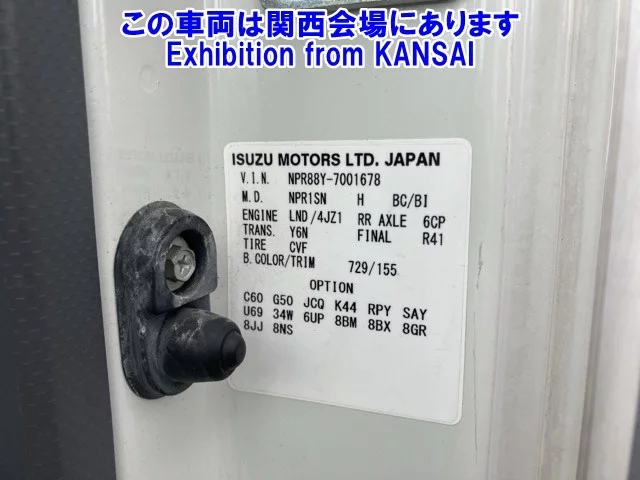 この車両は関西会場にあります
Exhibition from KANSAI
ISUZU MOTORS LTD. JAPAN
V.I.N. NPR88Y-7001678
M.D. NPR1SN H BC/BI
ENGINE LND/4JZ1 RR AXLE 6CP
TRANS. Y6N FINAL R41
TIRE CVF
B.COLOR/TRIM 729/155
OPTION
C60 G50 JCQ K44 RPY SAY
U69 34W 6UP 8BM 8BX 8GR
8JJ 8NS